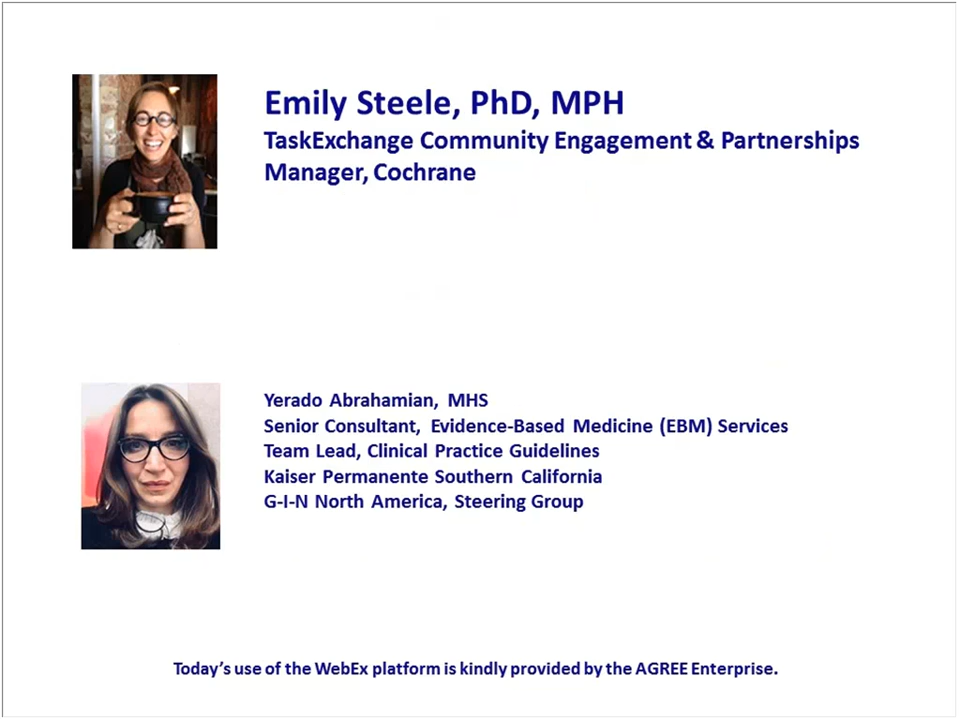 Emily Steele, PhD, MPH
TaskExchange Community Engagement & Partnerships
Manager, Cochrane
Yerado Abrahamian, MHS
Senior Consultant, Evidence-Based Medicine (EBM) Services
Team Lead, Clinical Practice Guidelines
Kaiser Permanente Southern California
G-I-N North America, Steering Group
Today's use of the WebEx platform is kindly provided by the AGREE Enterprise.